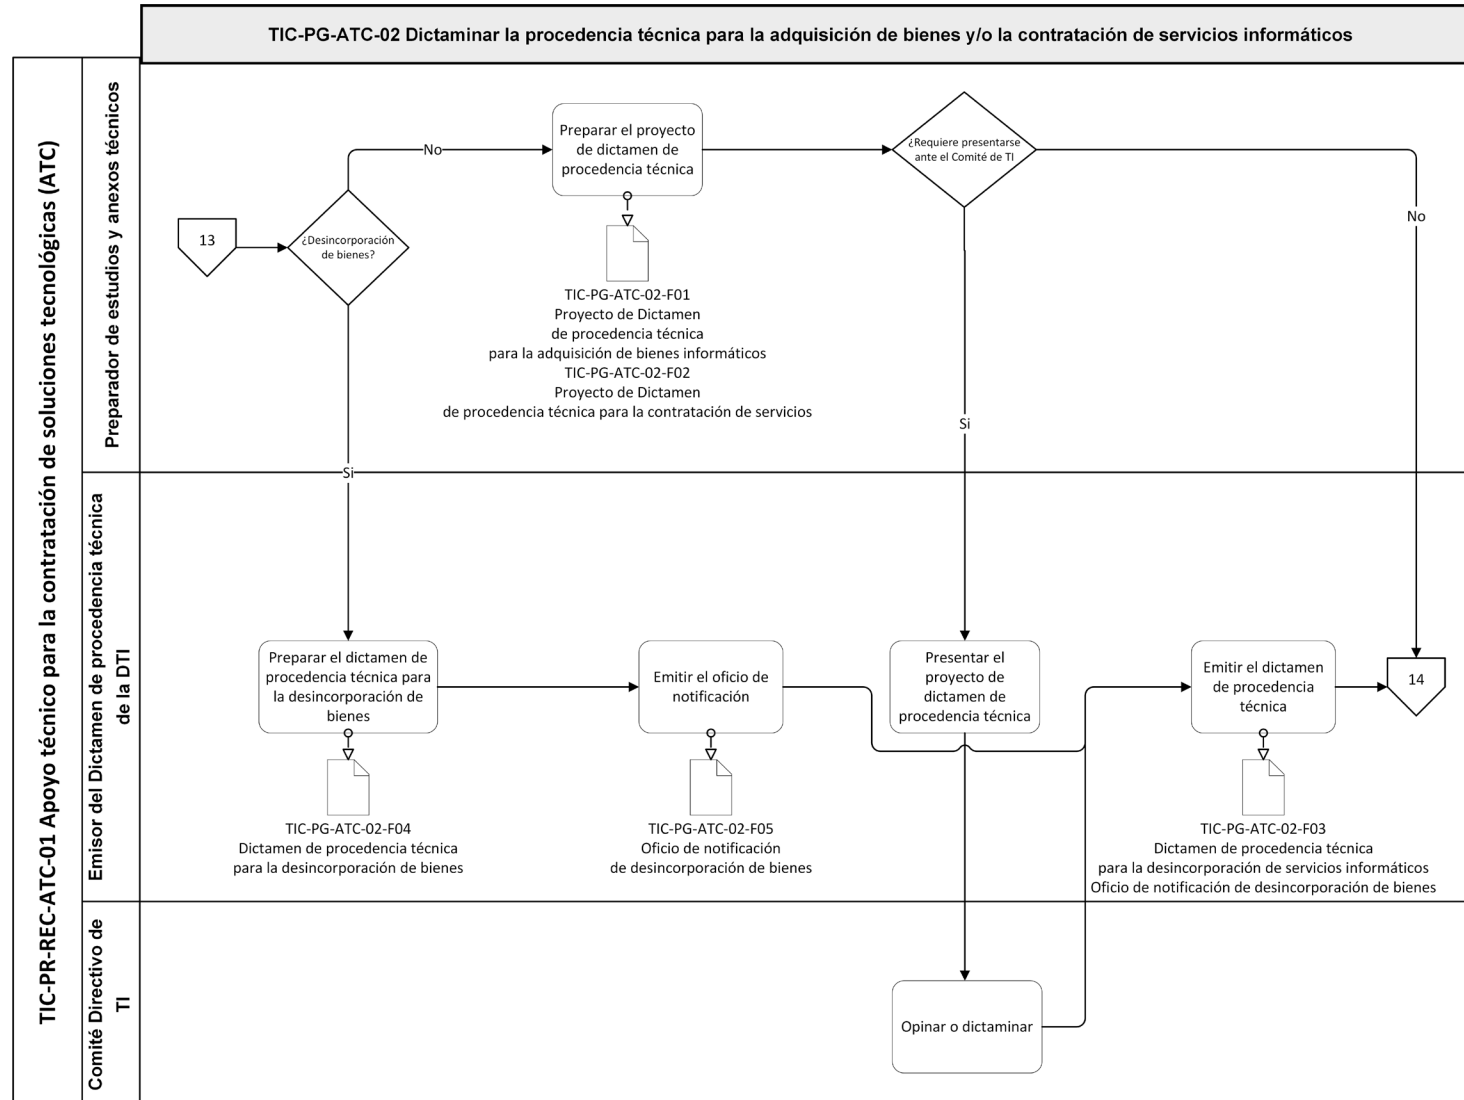 TIC-PG-ATC-02 Dictaminar la procedencia técnica para la adquisición de bienes y/o la contratación de servicios informáticos
TIC-PR-REC-ATC-01 Apoyo técnico para la contratación de soluciones tecnológicas (ATC)
Preparador de estudios y anexos técnicos
13
¿Desincorporación
de bienes?
No
Preparar el proyecto
de dictamen de
procedencia técnica
TIC-PG-ATC-02-F01
Proyecto de Dictamen
de procedencia técnica
para la adquisición de bienes informáticos
TIC-PG-ATC-02-F02
Proyecto de Dictamen
de procedencia técnica para la contratación de servicios
¿Requiere presentarse
ante el Comité de TI
No
Si
Si
Emisor del Dictamen de procedencia técnica
de la DTI
Preparar el dictamen de
procedencia técnica para
la desincorporación de
bienes
TIC-PG-ATC-02-F04
Dictamen de procedencia técnica
para la desincorporación de bienes
Emitir el oficio de
notificación
TIC-PG-ATC-02-F05
Oficio de notificación
de desincorporación de bienes
Presentar el
proyecto de
dictamen de
procedencia técnica
Emitir el dictamen
de procedencia
técnica
TIC-PG-ATC-02-F03
Dictamen de procedencia técnica
para la desincorporación de servicios informáticos
Oficio de notificación de desincorporación de bienes
14
Comité Directivo de
TI
Opinar o dictaminar